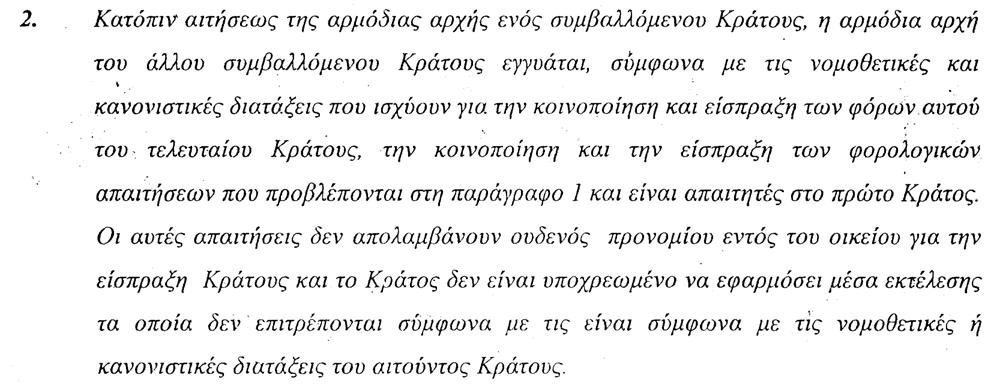 2. Κατόπιν αιτήσεως της αρμόδιας αρχής ενός συμβαλλόμενου Κράτους, η αρμόδια αρχή
του άλλου συμβαλλόμενου Κράτους εγγυάται, σύμφωνα με τις νομοθετικές και
κανονιστικές διατάξεις που ισχύουν για την κοινοποίηση και είσπραξη των φόρων αυτού
του τελευταίου Κράτους, την κοινοποίηση και την είσπραξη των φορολογικών
απαιτήσεων που προβλέπονται στη παράγραφο 1 και είναι απαιτητές στο πρώτο Κράτος.
Οι αυτές απαιτήσεις δεν απολαμβάνουν ουδενός προνομίου εντός του οικείου για την
είσπραξη Κράτους και το Κράτος δεν είναι υποχρεωμένο να εφαρμόσει μέσα εκτέλεσης
τα οποία δεν επιτρέπονται σύμφωνα με τις είναι σύμφωνα με τις νομοθετικές ή
κανονιστικές διατάξεις του αιτούντος Κράτους.